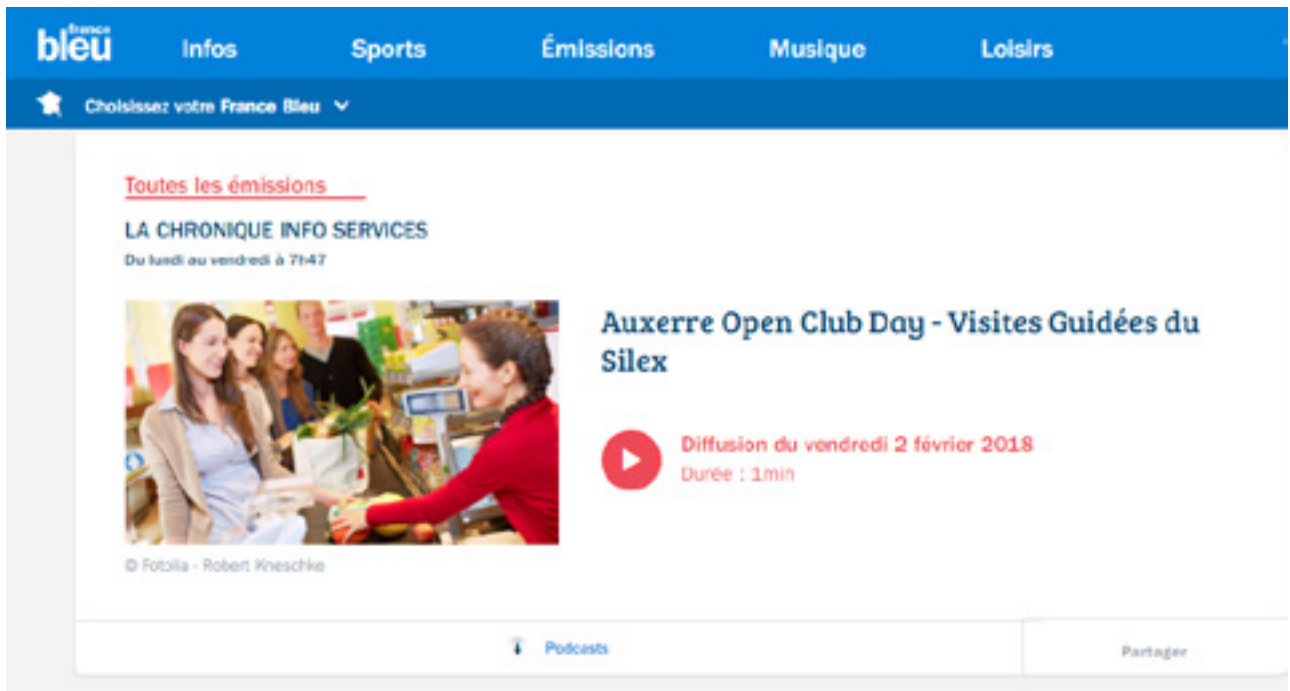 france
bleu
Infos Sports Émissions Musique Loisirs
Choisissez votre France Bleu
Toutes les émissions
LA CHRONIQUE INFO SERVICES
Du lundi au vendredi à 7h47
Auxerre Open Club Day - Visites Guidées du
Silex
Diffusion du vendredi 2 février 2018
Durée : 1min
© Fotolia - Robert Kneschke
Podcasts
Partager